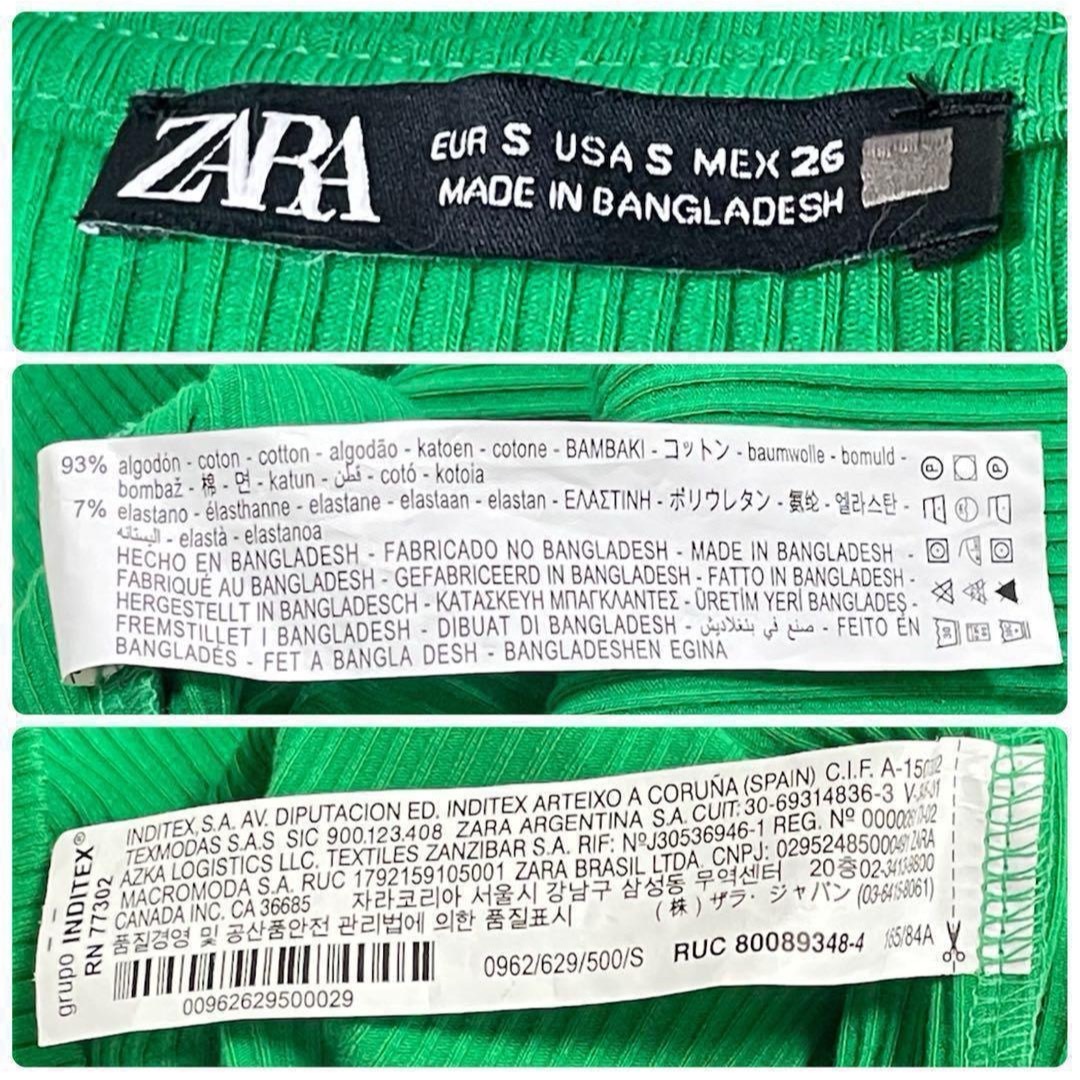 ZARA
EUR S USA S MEX 26
MADE IN BANGLADESH
93% algodón - coton - cotton - algodão - katoen - cotone - BAMBAKI - コットン - baumwolle - bomuld -
bombaž - 棉 - 면 - katun - قطن - cotó - kotoia
7% elastano - élasthanne - elastane - elastaan - elastan - ΕΛΑΣΤΙΝΗ - ポリウレタン - 氨纶 - 엘라스탄 -
- elastà - elastanoa
HECHO EN BANGLADESH - FABRICADO NO BANGLADESH - MADE IN BANGLADESH -
FABRIQUÉ AU BANGLADESH - GEFABRICEERD IN BANGLADESH - FATTO IN BANGLADESH -
HERGESTELLT IN BANGLADESCH - ΚΑΤΑΣΚΕΥΗ ΜΠΑΓΚΛΑΝΤΕΣ - ÜRETİM YERİ BANGLADEŞ -
FREMSTILLET I BANGLADESH - DIBUAT DI BANGLADESH - صنع في بنغلاديش - FEITO EN
BANGLADÉS - FET A BANGLA DESH - BANGLADESHEN EGINA
grupo INDITEX®
RN 77302
INDITEX, S.A. AV. DIPUTACION ED. INDITEX ARTEIXO A CORUÑA (SPAIN) C.I.F.
TEXMODAS S.A.S SIC 900.123.408 ZARA ARGENTINA S.A. CUIT: 30-69314836-3
AZKA LOGISTICS LLC. TEXTILES ZANZIBAR S.A. RIF: NºJ30536946-1 REG. Nº
MACROMODA S.A. RUC 1792159105001 ZARA BRASIL LTDA. CNPJ:
CANADA INC. CA 36685 자라코리아 서울시 강남구 삼성동 무역센터 20층
품질경영 및 공산품안전 관리법에 의한 품질표시 (株) ザラ・ジャパン (03-6415-8061)
00962629500029
0962/629/500/S
RUC 80089348-4
165/84A